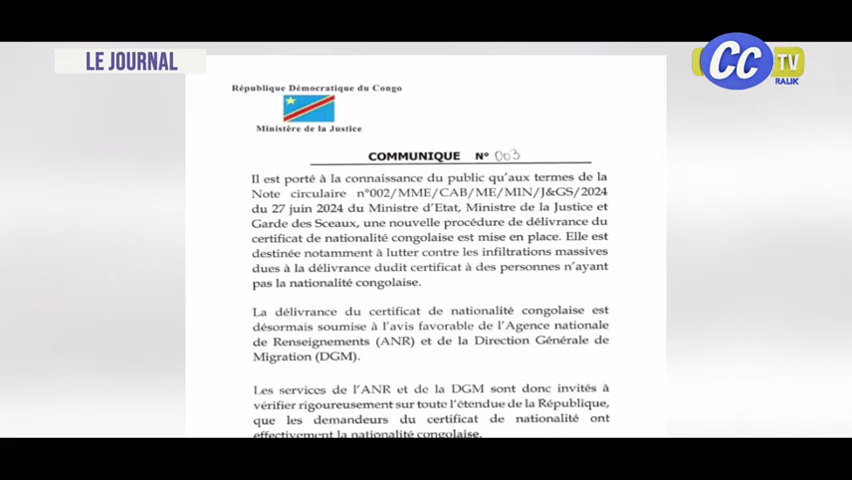 LE JOURNAL
CC TV
RALIK
République Démocratique du Congo
Ministère de la Justice
COMMUNIQUE N° 003
Il est porté à la connaissance du public qu'aux termes de la
Note circulaire n°002/MME/CAB/ME/MIN/J&GS/2024
du 27 juin 2024 du Ministre d'Etat, Ministre de la Justice et
Garde des Sceaux, une nouvelle procédure de délivrance du
certificat de nationalité congolaise est mise en place. Elle est
destinée notamment à lutter contre les infiltrations massives
dues à la délivrance dudit certificat à des personnes n'ayant
pas la nationalité congolaise.
La délivrance du certificat de nationalité congolaise est
désormais soumise à l'avis favorable de l'Agence nationale
de Renseignements (ANR) et de la Direction Générale de
Migration (DGM).
Les services de l'ANR et de la DGM sont donc invités à
vérifier rigoureusement sur toute l'étendue de la République,
que les demandeurs du certificat de nationalité ont
effectivement la nationalité congolaise.